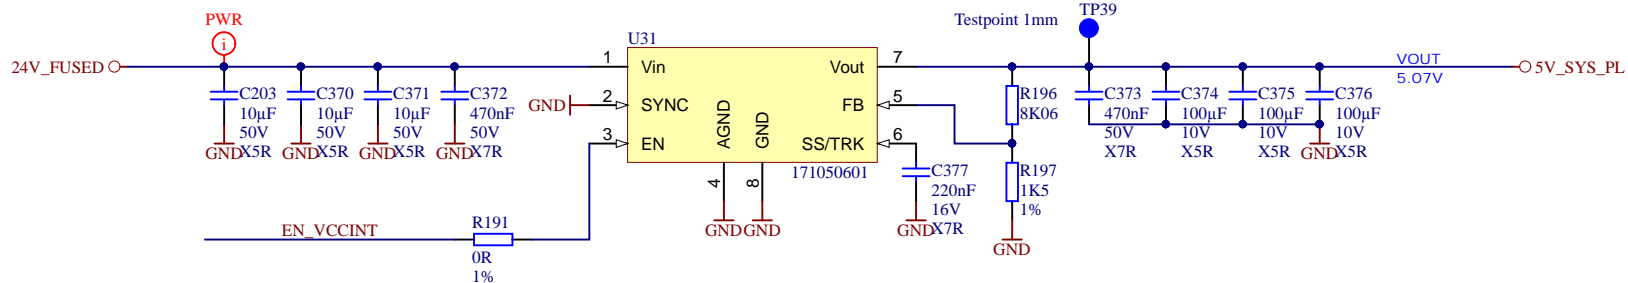 PWR
i
24V_FUSED
C203
10µF
50V
X5R
GND
C370
10µF
50V
X5R
GND
C371
10µF
50V
X5R
GND
C372
470nF
50V
X7R
GND
GND
U31
1
Vin
2
SYNC
3
EN
AGND
4
GND
8
GND
GND
Vout
7
FB
5
SS/TRK
6
171050601
EN_VCCINT
R191
0R
1%
C377
220nF
16V
X7R
GND
R196
8K06
R197
1K5
1%
GND
Testpoint 1mm
TP39
C373
470nF
50V
X7R
C374
100µF
10V
X5R
C375
100µF
10V
X5R
C376
100µF
10V
X5R
GND
VOUT
5.07V
5V_SYS_PL